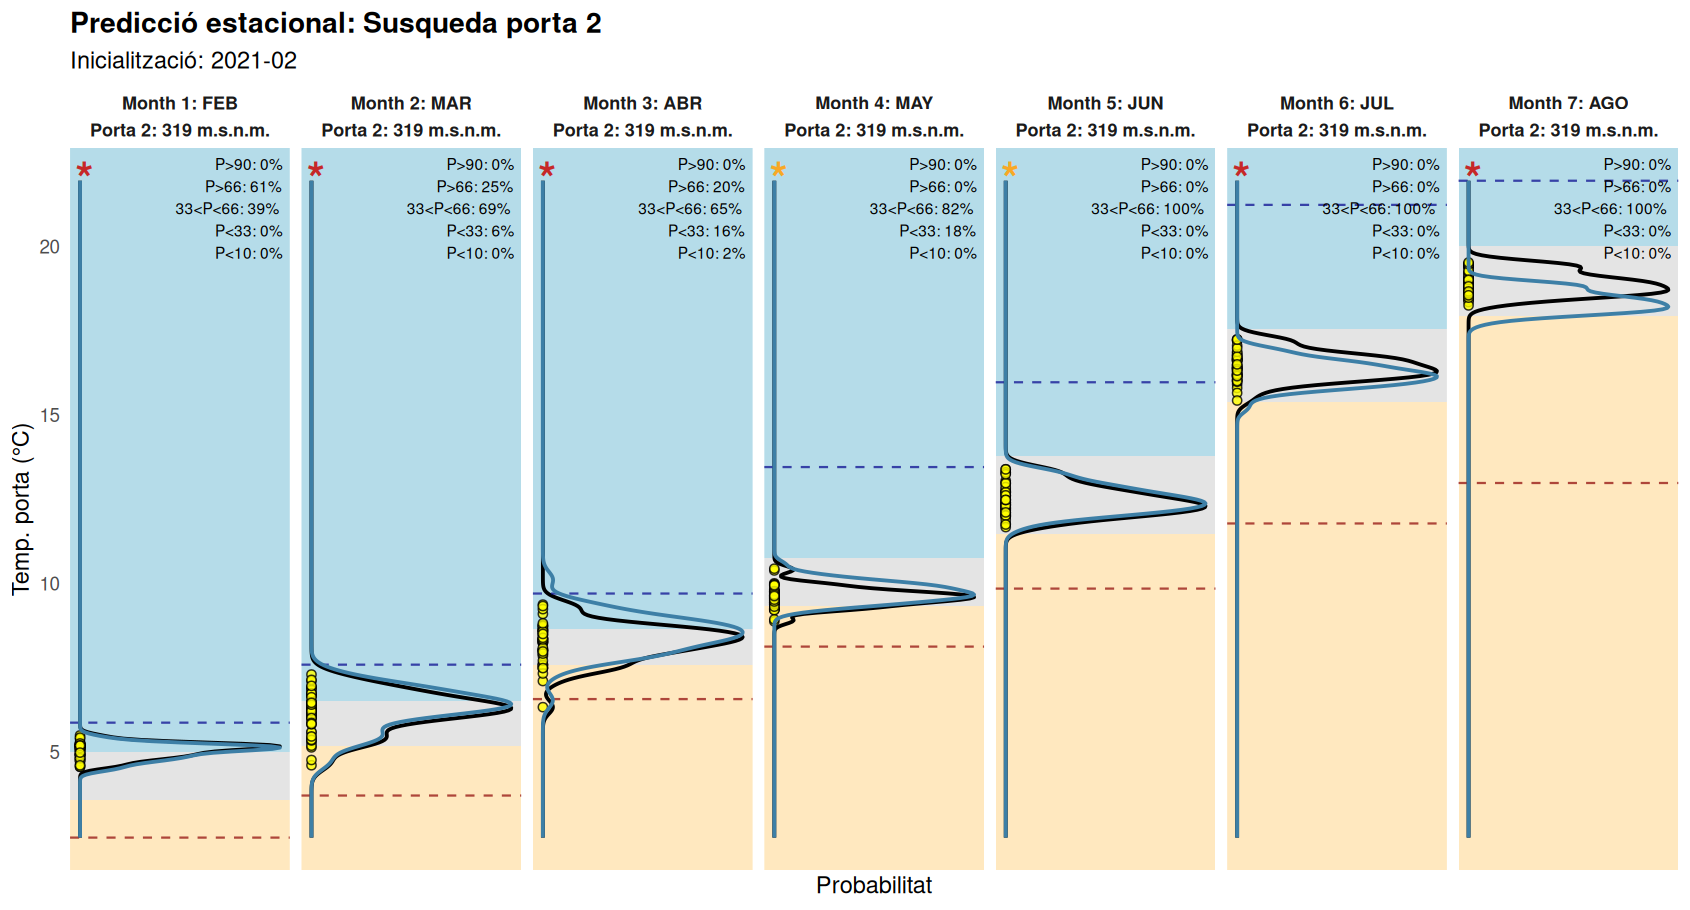 Predicció estacional: Susqueda porta 2
Inicialització: 2021-02
Month 1: FEB
Porta 2: 319 m.s.n.m.
Month 2: MAR
Porta 2: 319 m.s.n.m.
Month 3: ABR
Porta 2: 319 m.s.n.m.
Month 4: MAY
Porta 2: 319 m.s.n.m.
Month 5: JUN
Porta 2: 319 m.s.n.m.
Month 6: JUL
Porta 2: 319 m.s.n.m.
Month 7: AGO
Porta 2: 319 m.s.n.m.
*
P>90: 0%
P>66: 61%
33<P<66: 39%
P<33: 0%
P<10: 0%
*
P>90: 0%
P>66: 25%
33<P<66: 69%
P<33: 6%
P<10: 0%
*
P>90: 0%
P>66: 20%
33<P<66: 65%
P<33: 16%
P<10: 2%
*
P>90: 0%
P>66: 0%
33<P<66: 82%
P<33: 18%
P<10: 0%
*
P>90: 0%
P>66: 0%
33<P<66: 100%
P<33: 0%
P<10: 0%
*
P>90: 0%
P>66: 0%
33<P<66: 100%
P<33: 0%
P<10: 0%
*
P>90: 0%
P>66: 0%
33<P<66: 100%
P<33: 0%
P<10: 0%
Temp. porta (°C)
20
15
10
5
Probabilitat